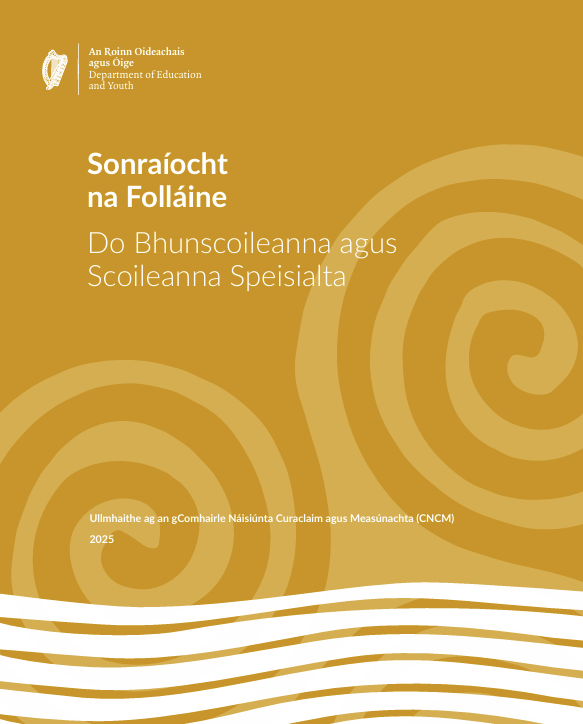 An Roinn Oideachais
agus Óige
Department of Education
and Youth
Sonraíocht
na Folláine
Do Bhunscoileanna agus
Scoileanna Speisialta
Ullmhaithe ag an gComhairle Náisiúnta Curaclaim agus Measúnachta (CNCM)
2025